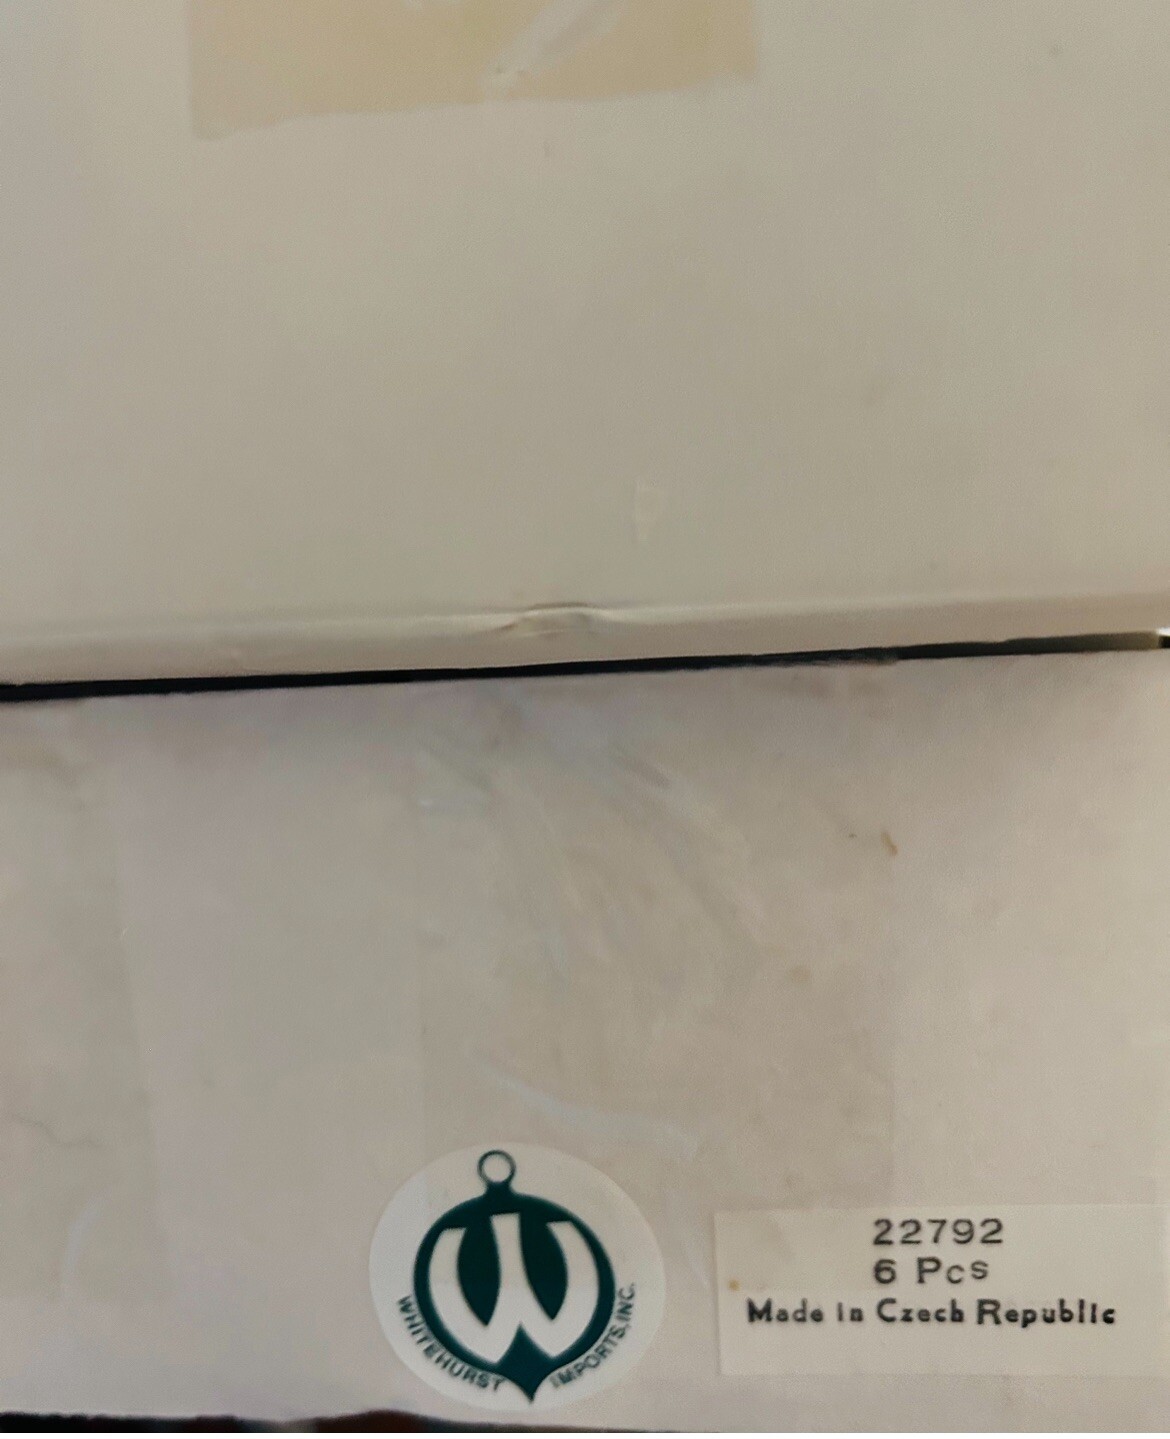 W
WHITEHURST IMPORTS, INC.
22792
6 Pcs
Made in Czech Republic